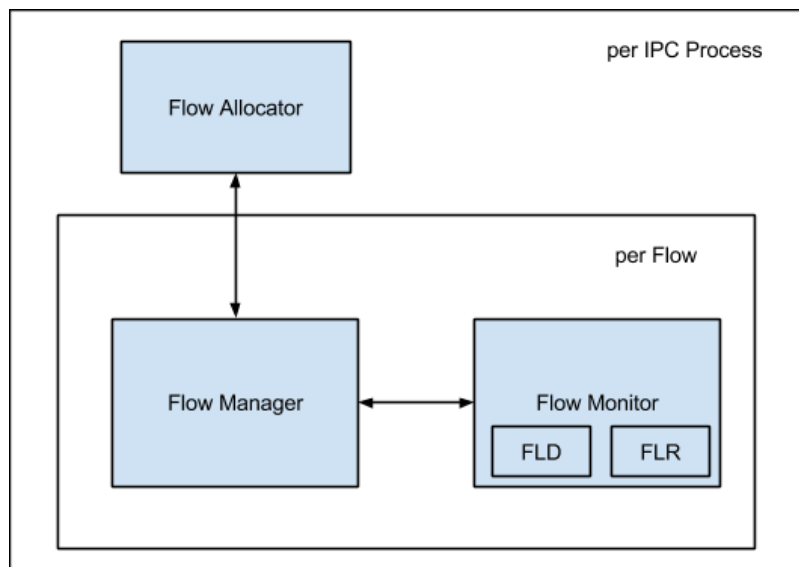 per IPC Process
Flow Allocator
per Flow
Flow Manager
Flow Monitor
FLD
FLR